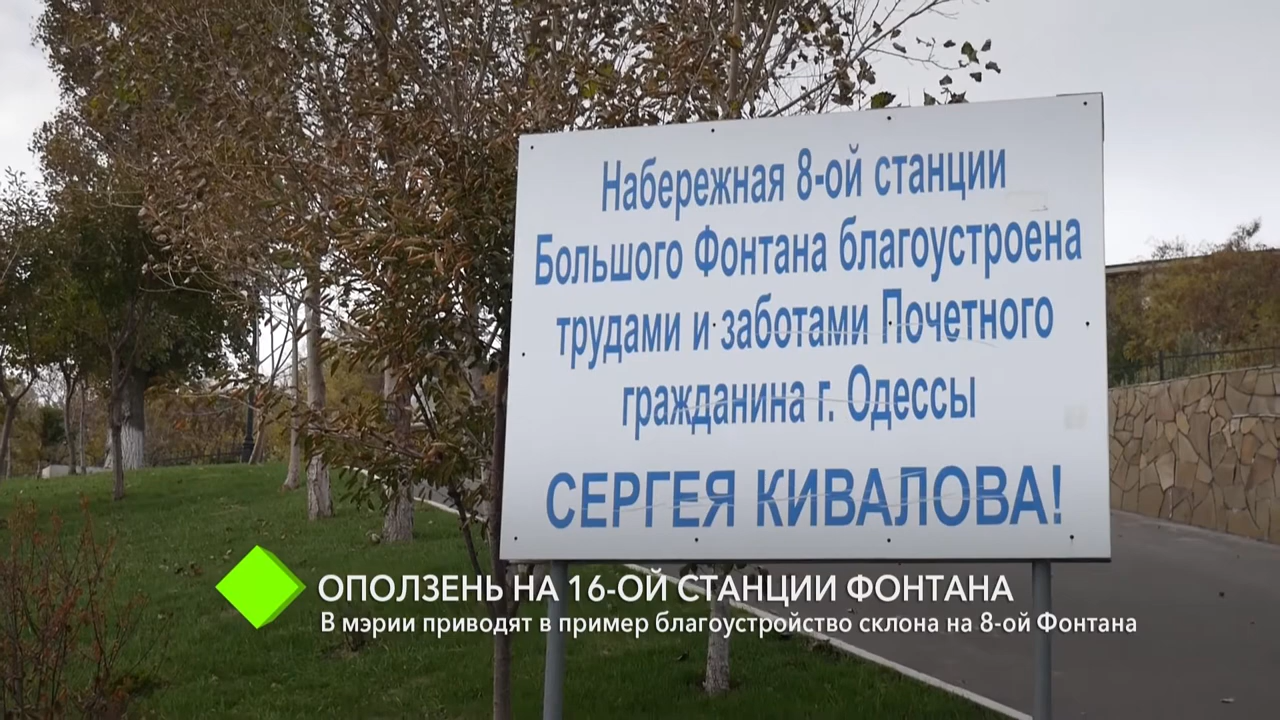 Набережная 8-ой станции
Большого Фонтана благоустроена
трудами и заботами Почетного
гражданина г. Одессы
СЕРГЕЯ КИВАЛОВА!
ОПОЛЗЕНЬ НА 16-ОЙ СТАНЦИИ ФОНТАНА
В мэрии приводят в пример благоустройство склона на 8-ой Фонтана